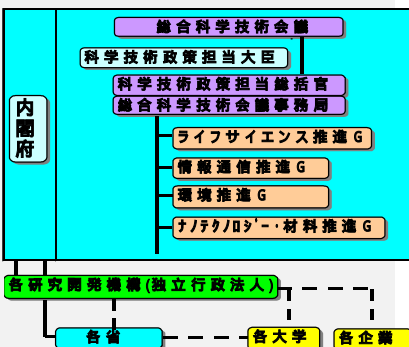 総合科学技術会議
科学技術政策担当大臣
科学技術政策担当総括官
総合科学技術会議事務局
内閣府
ライフサイエンス推進G
情報通信推進G
環境推進G
ナノテクノロジー・材料推進G
各研究開発機構(独立行政法人)
各省
各大学
各企業